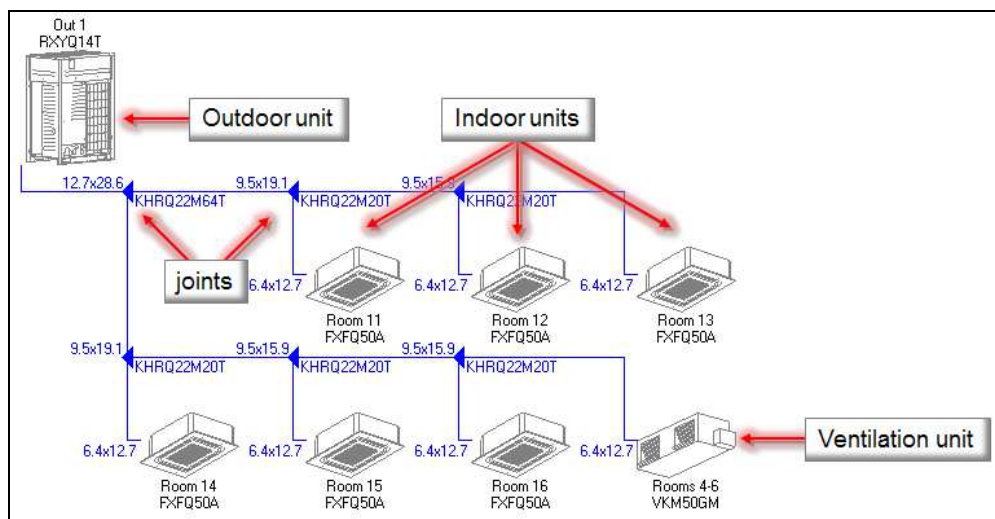 Out 1
RXYQ14T
Outdoor unit
Indoor units
12.7x28.6
9.5x19.1
9.5x15.9
KHRQ22M64T
KHRQ22M20T
KHRQ22M20T
joints
6.4x12.7
6.4x12.7
6.4x12.7
Room 11
FXFQ50A
Room 12
FXFQ50A
Room 13
FXFQ50A
9.5x19.1
9.5x15.9
9.5x15.9
KHRQ22M20T
KHRQ22M20T
KHRQ22M20T
6.4x12.7
6.4x12.7
6.4x12.7
6.4x12.7
Ventilation unit
Room 14
FXFQ50A
Room 15
FXFQ50A
Room 16
FXFQ50A
Rooms 4-6
VKM50GM